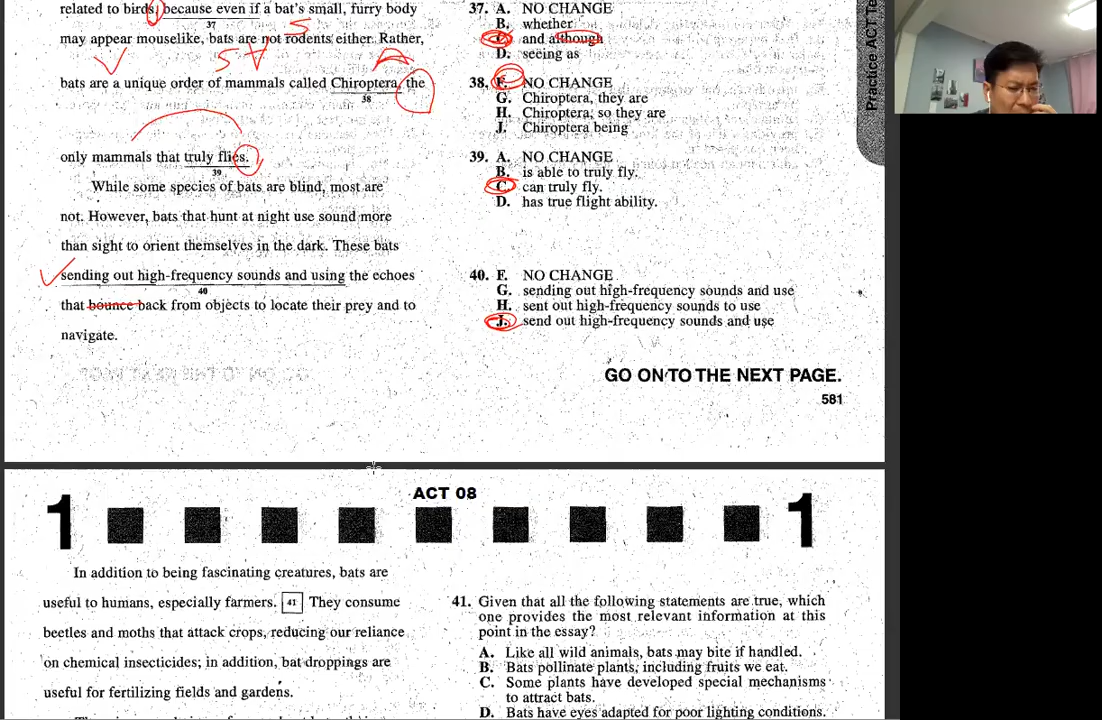 related to birds, because even if a bat's small, furry body
37
may appear mouselike, bats are not rodents either. Rather,
bats are a unique order of mammals called Chiroptera, the
38
only mammals that truly flies.
39
While some species of bats are blind, most are
not. However, bats that hunt at night use sound more
than sight to orient themselves in the dark. These bats
sending out high-frequency sounds and using the echoes
40
that bounce back from objects to locate their prey and to
navigate.
37. A. NO CHANGE
B. whether
C. and although
D. seeing as
38. F. NO CHANGE
G. Chiroptera, they are
H. Chiroptera; so they are
J. Chiroptera being
39. A. NO CHANGE
B. is able to truly fly.
C. can truly fly.
D. has true flight ability.
40. F. NO CHANGE
G. sending out high-frequency sounds and use
H. sent out high-frequency sounds to use
J. send out high-frequency sounds and use
GO ON TO THE NEXT PAGE.
581
Practice ACT Te
ACT 08
1 1
In addition to being fascinating creatures, bats are
useful to humans, especially farmers. 41 They consume
beetles and moths that attack crops, reducing our reliance
on chemical insecticides; in addition, bat droppings are
useful for fertilizing fields and gardens.
41. Given that all the following statements are true, which
one provides the most relevant information at this
point in the essay?
A. Like all wild animals, bats may bite if handled.
B. Bats pollinate plants, including fruits we eat.
C. Some plants have developed special mechanisms
to attract bats.
D. Bats have eyes adapted for poor lighting conditions.